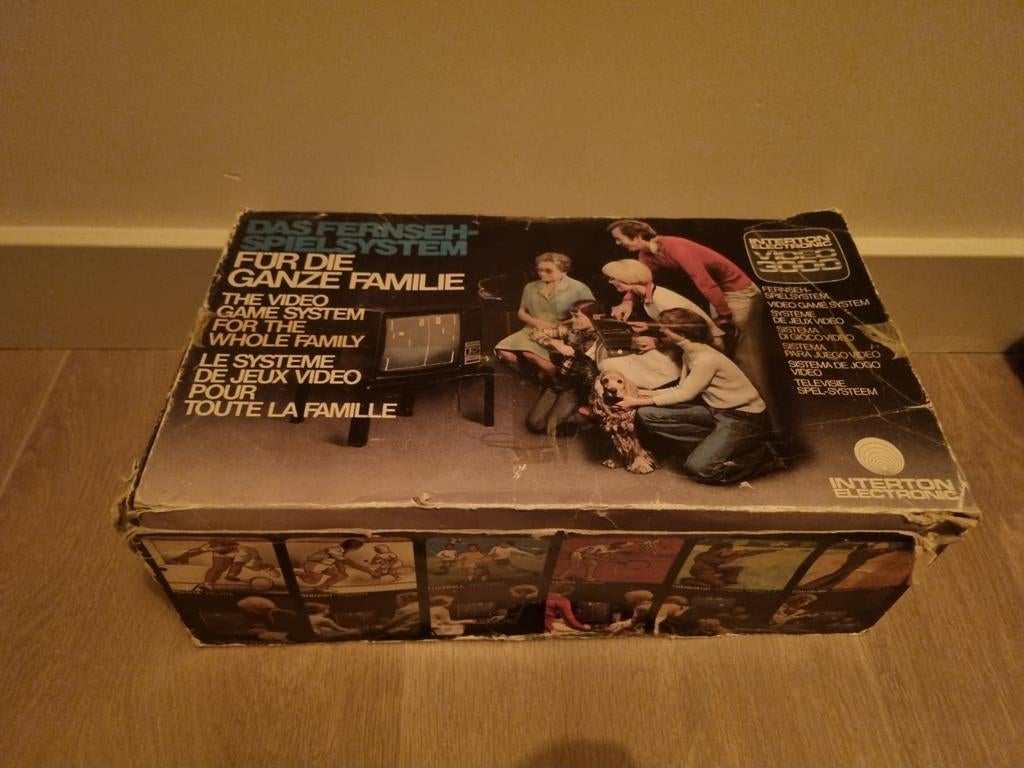 DAS FERNSEH-
SPIELSYSTEM
FÜR DIE
GANZE FAMILIE
THE VIDEO
GAME SYSTEM
FOR THE
WHOLE FAMILY
LE SYSTEME
DE JEUX VIDEO
POUR
TOUTE LA FAMILLE
INTERTON
ELECTRONIC
VIDEO
3000
FERNSEH-
SPIELSYSTEM
VIDEO GAME SYSTEM
SYSTÈME
DE JEUX VIDÉO
SISTEMA
DI GIOCO VIDEO
SISTEMA
PARA JUEGO VIDEO
SISTEMA DE JOGO
VIDEO
TELEVISIE
SPEL-SYSTEEM
INTERTON
ELECTRONIC